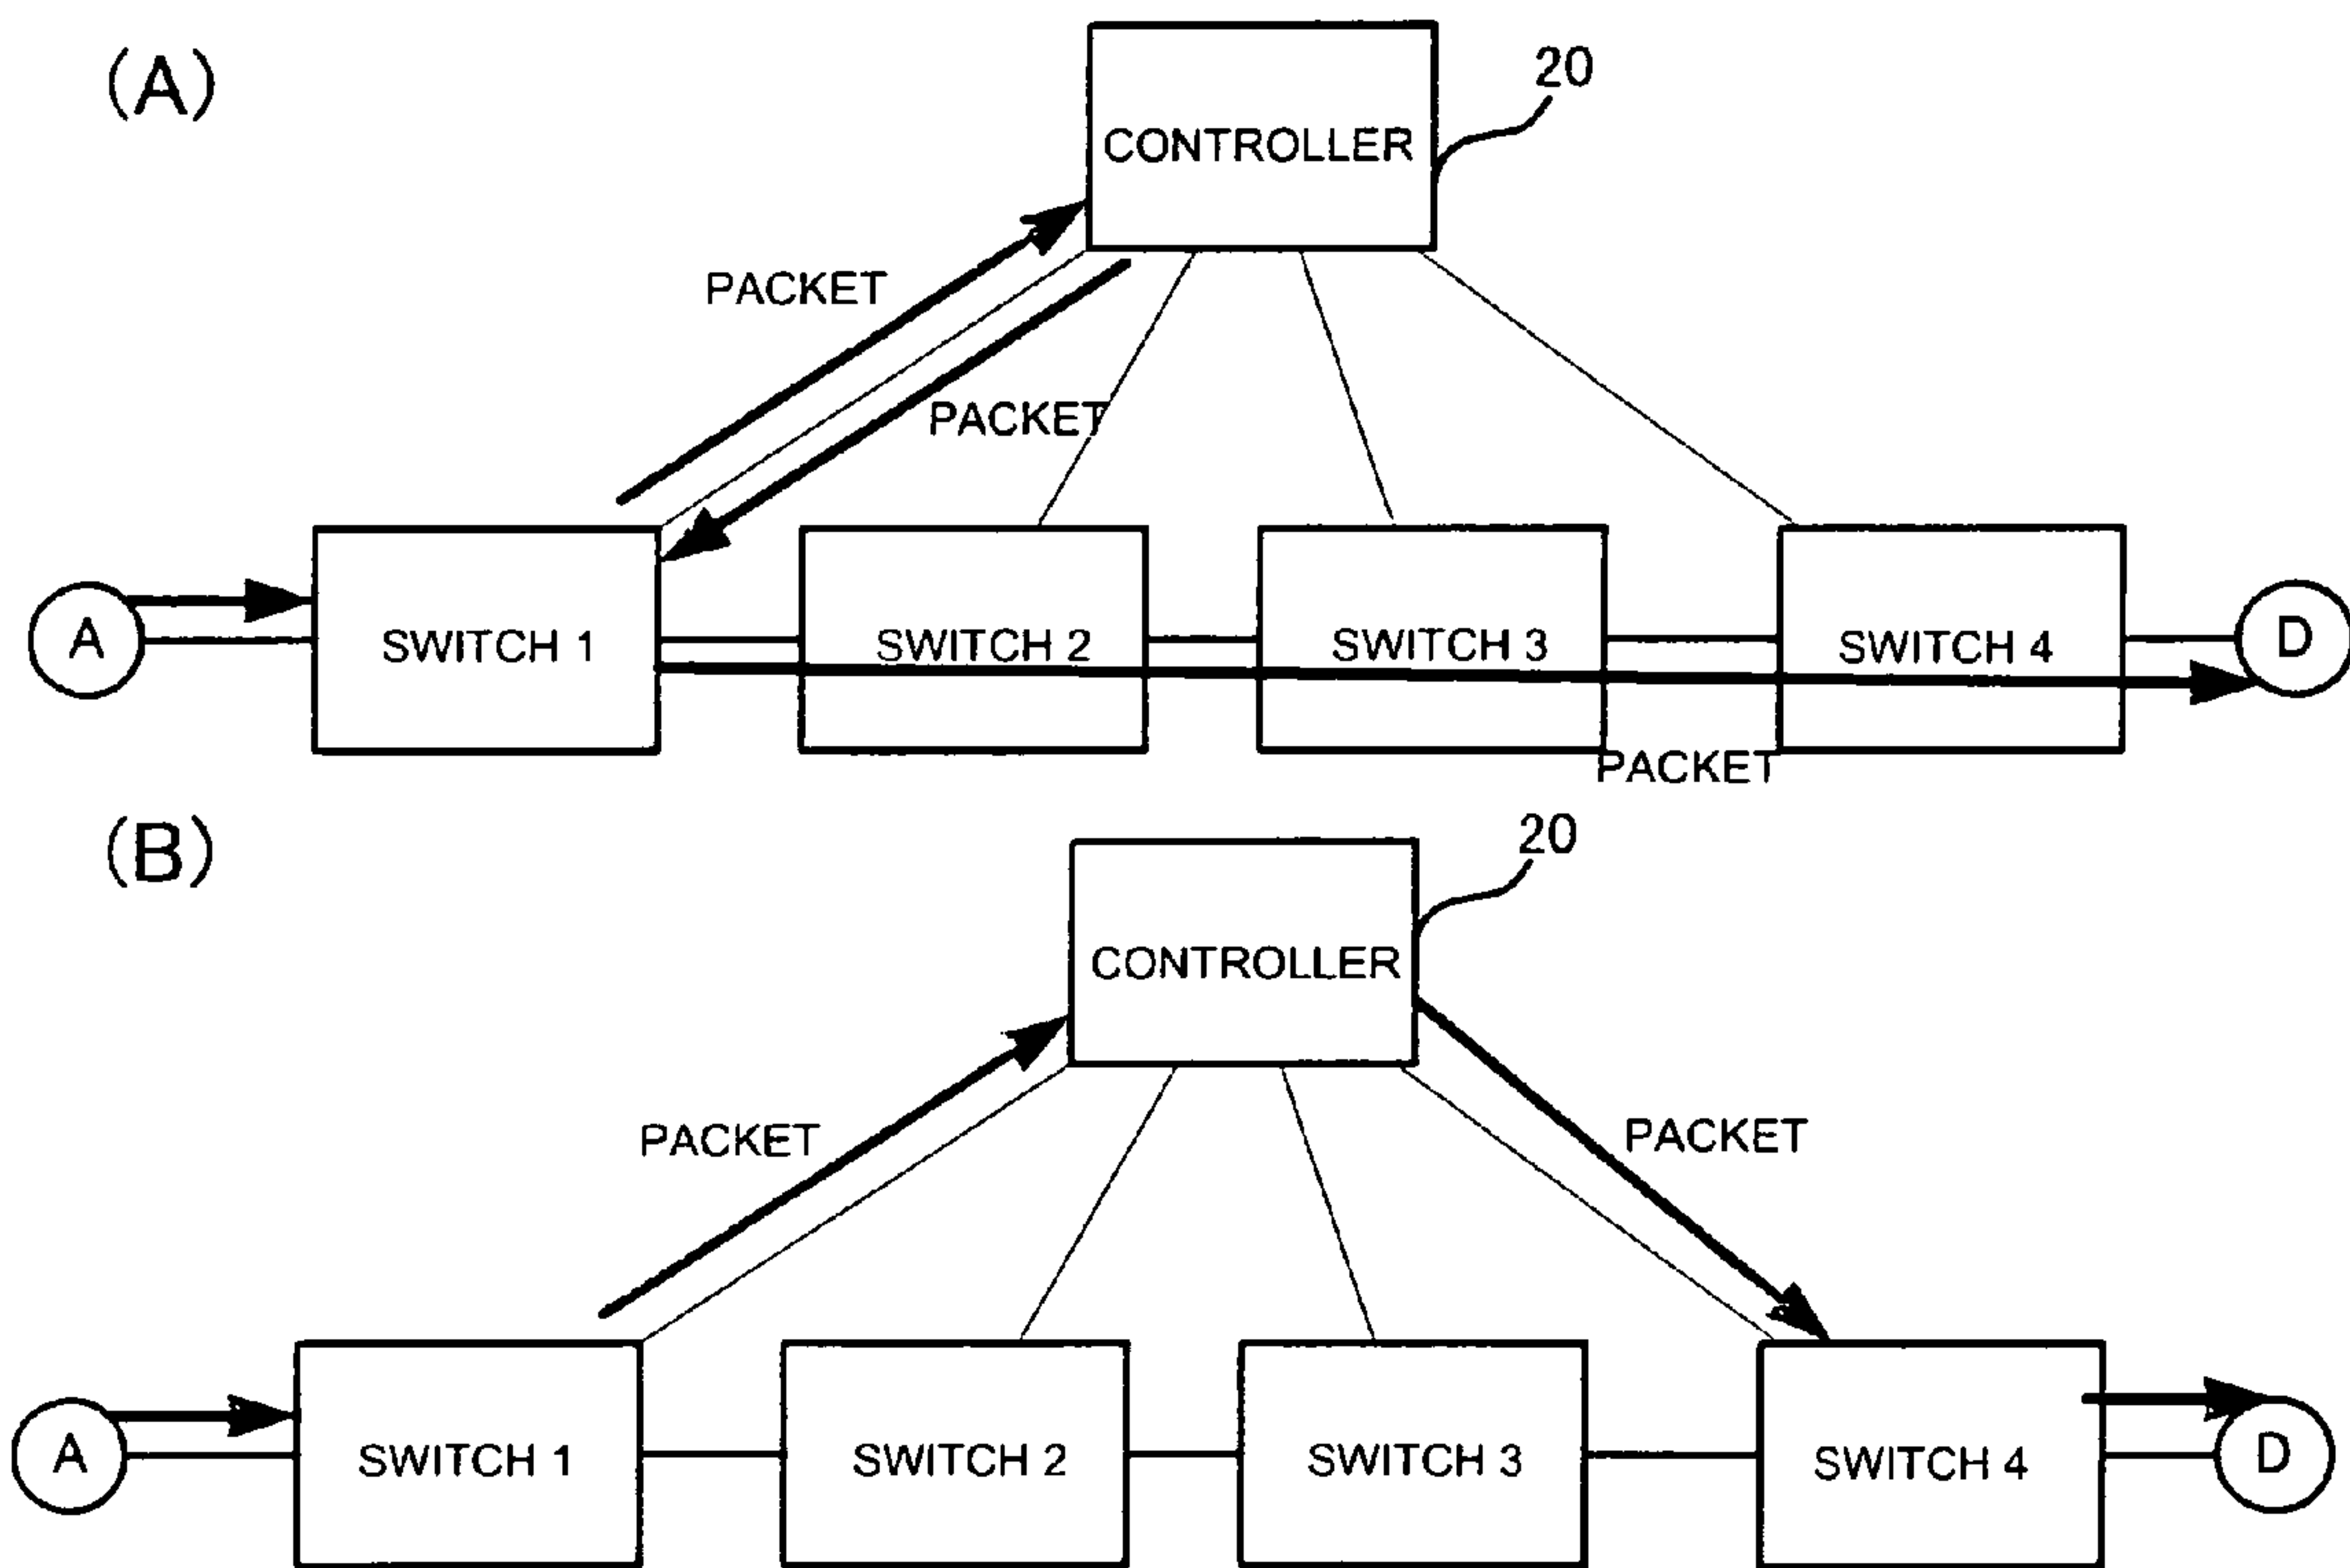 (A)
20
CONTROLLER
PACKET
PACKET
A
SWITCH 1
SWITCH 2
SWITCH 3
SWITCH 4
D
PACKET
(B)
20
CONTROLLER
PACKET
PACKET
A
SWITCH 1
SWITCH 2
SWITCH 3
SWITCH 4
D